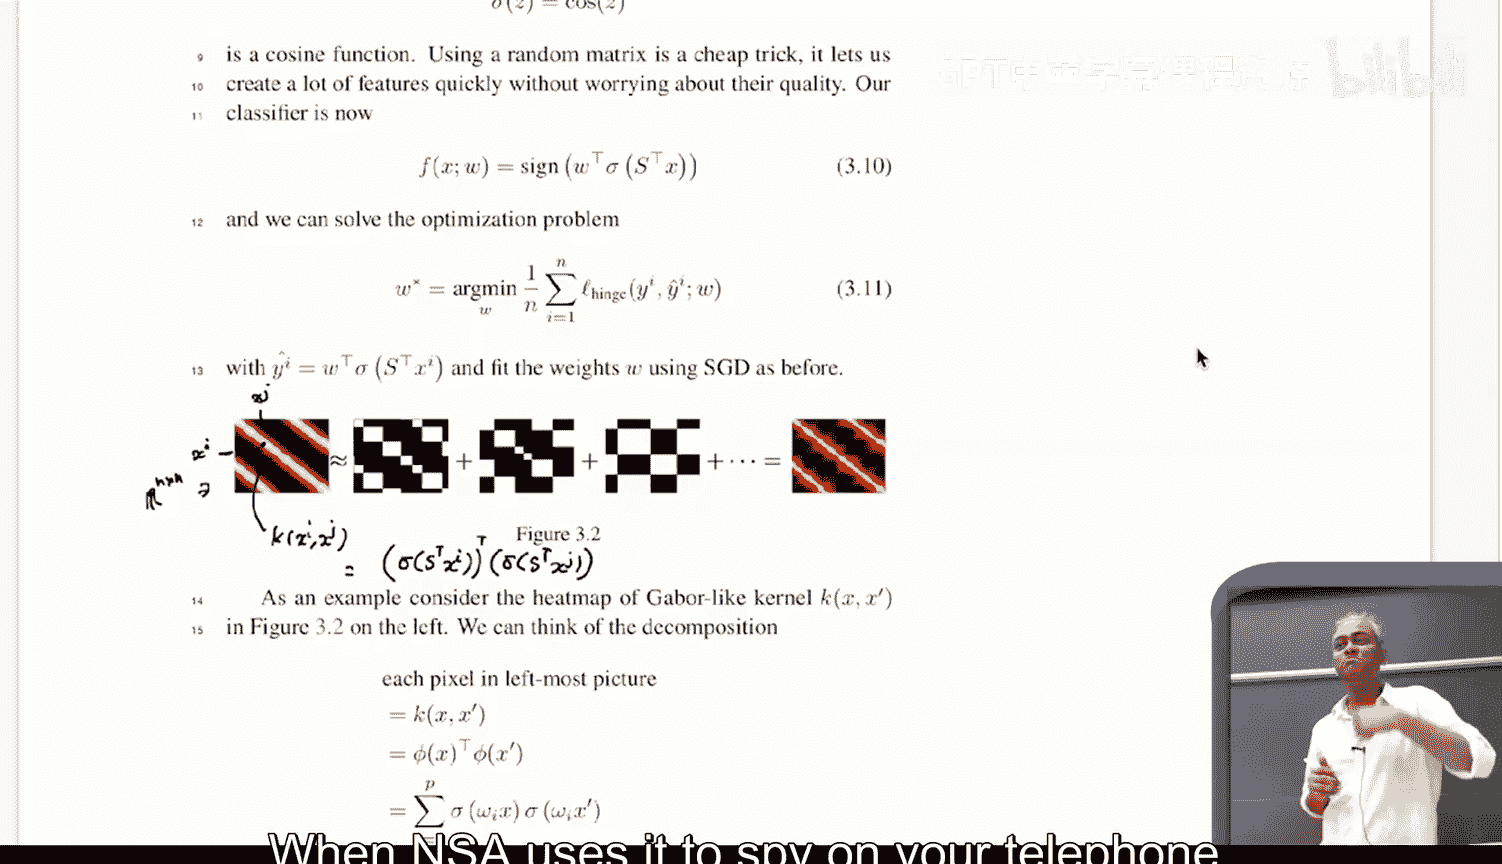 σ(z) = cos(z)
9 is a cosine function. Using a random matrix is a cheap trick, it lets us
10 create a lot of features quickly without worrying about their quality. Our
11 classifier is now
f(x; w) = sign (w⊤σ (S⊤x)) (3.10)
12 and we can solve the optimization problem
w* = argmin_w 1/n ∑_{i=1}^{n} ℓ_hinge(y^i, ŷ^i; w) (3.11)
13 with ŷ^i = w⊤σ (S⊤x^i) and fit the weights w using SGD as before.
x^j
x^i
≈ + + + ⋯ =
ℝ^{n×n} ∋
k(x^i, x^j)
Figure 3.2
= (σ(S^T x^i))^T (σ(S^T x^j))
14 As an example consider the heatmap of Gabor-like kernel k(x, x′)
15 in Figure 3.2 on the left. We can think of the decomposition
each pixel in left-most picture
= k(x, x′)
= ϕ(x)⊤ϕ(x′)
= ∑^{p} σ (ω_i x) σ (ω_i x′)
When NSA uses it to spy on your telephone
bilibili